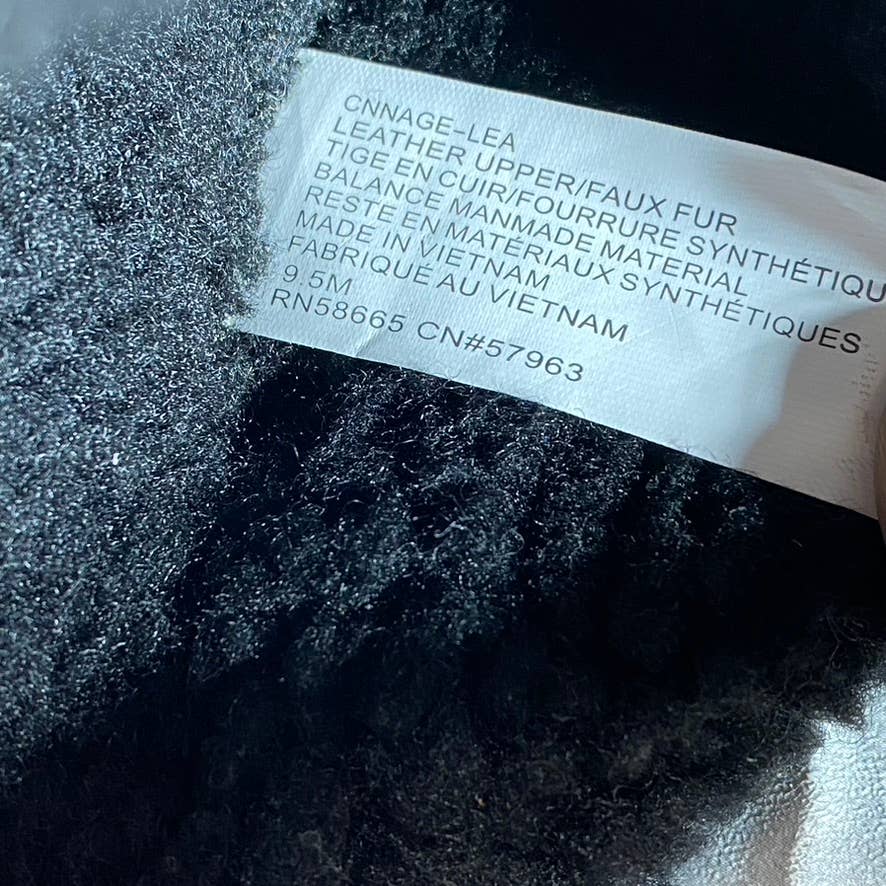 CNNAGE-LEA
LEATHER UPPER/FAUX FUR
TIGE EN CUIR/FOURRURE SYNTHÉTIQU
BALANCE MANMADE MATERIAL
RESTE EN MATÉRIAUX SYNTHÉTIQUES
MADE IN VIETNAM
FABRIQUÉ AU VIETNAM
9.5M
RN58665 CN#57963